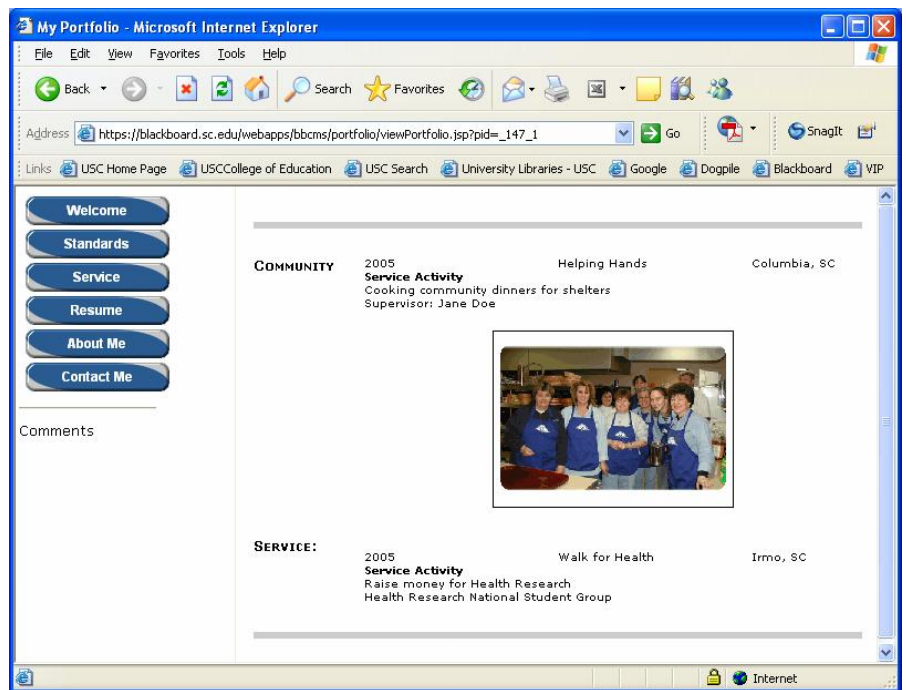 My Portfolio - Microsoft Internet Explorer
File Edit View Favorites Tools Help
Back Search Favorites
Address https://blackboard.sc.edu/webapps/bbcms/portfolio/viewPortfolio.jsp?pid=_147_1 Go SnagIt
Links USC Home Page USCCollege of Education USC Search University Libraries - USC Google Dogpile Blackboard VIP
Welcome
Standards
Service
Resume
About Me
Contact Me
Comments
COMMUNITY 2005 Helping Hands Columbia, SC
Service Activity
Cooking community dinners for shelters
Supervisor: Jane Doe
SERVICE:
2005 Walk for Health Irmo, SC
Service Activity
Raise money for Health Research
Health Research National Student Group
Internet